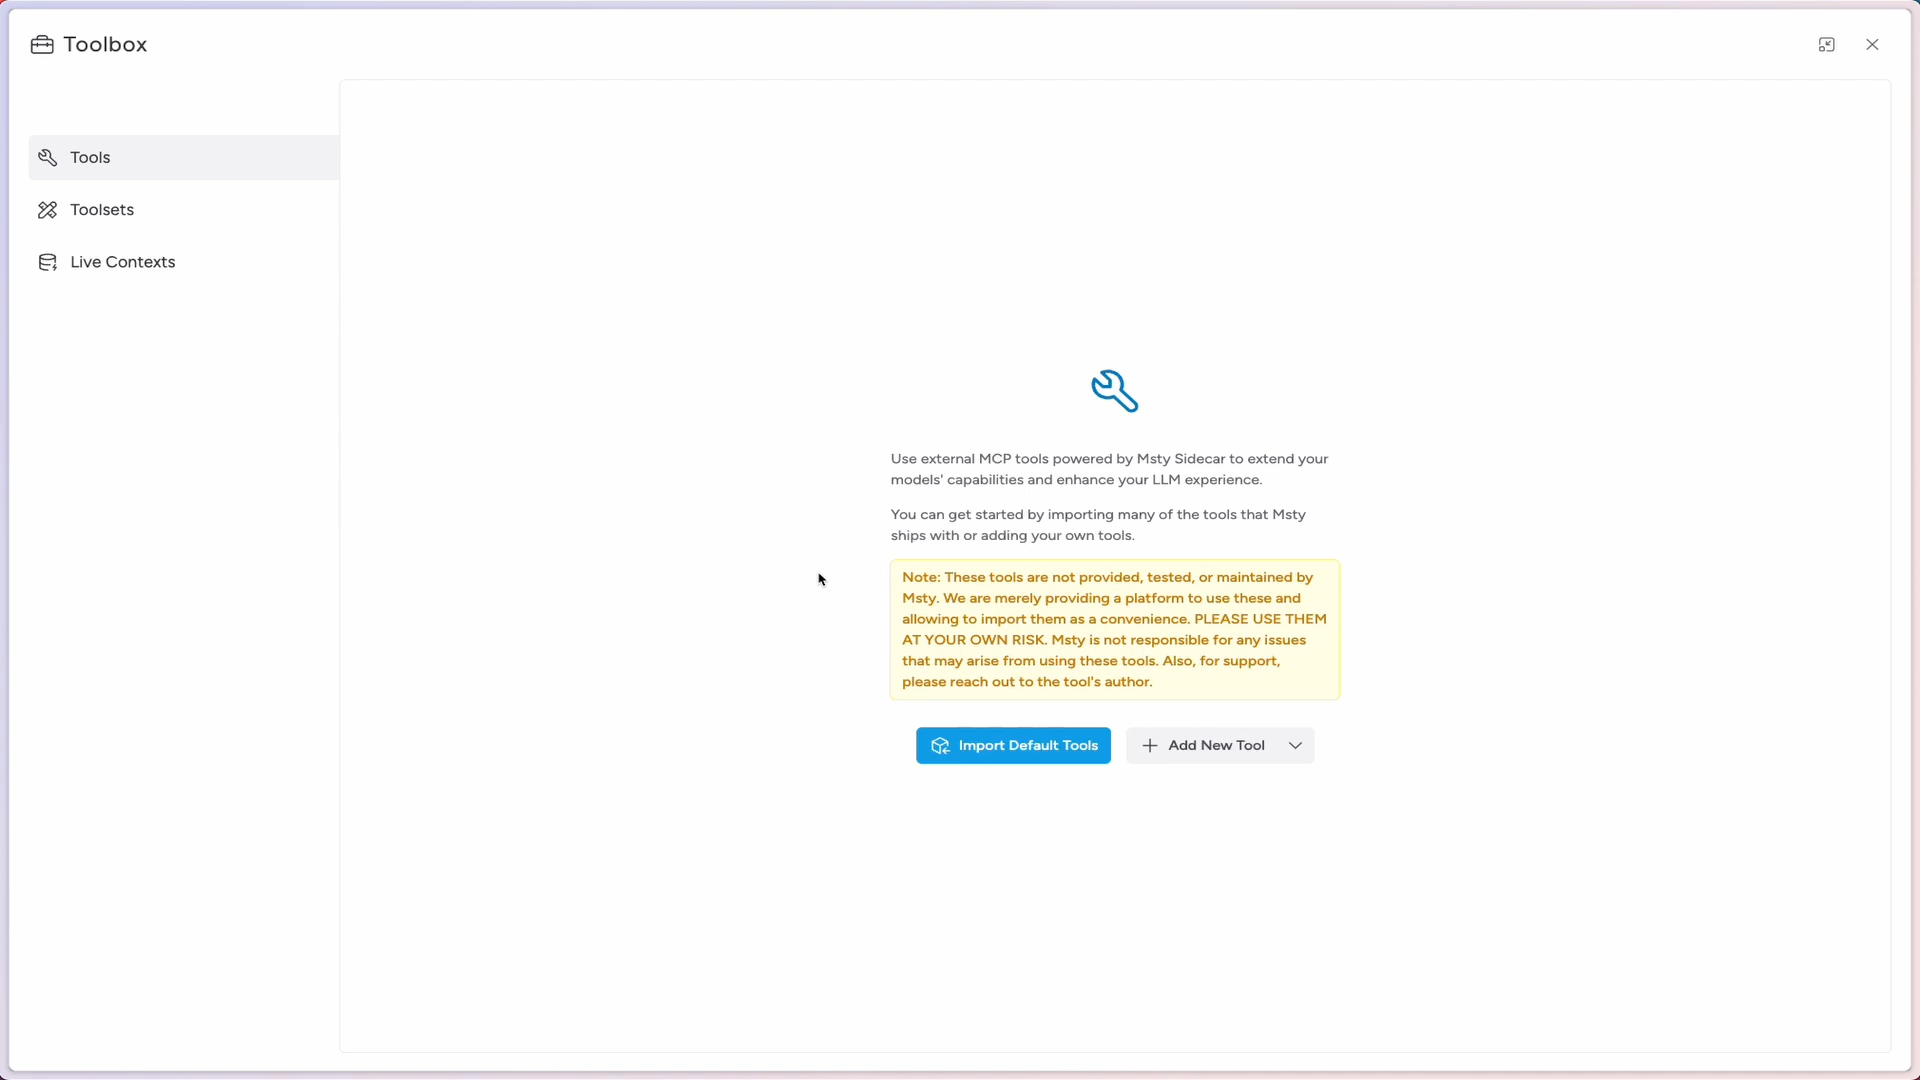 Toolbox
Tools
Toolsets
Live Contexts
Use external MCP tools powered by Msty Sidecar to extend your
models' capabilities and enhance your LLM experience.
You can get started by importing many of the tools that Msty
ships with or adding your own tools.
Note: These tools are not provided, tested, or maintained by
Msty. We are merely providing a platform to use these and
allowing to import them as a convenience. PLEASE USE THEM
AT YOUR OWN RISK. Msty is not responsible for any issues
that may arise from using these tools. Also, for support,
please reach out to the tool's author.
Import Default Tools
Add New Tool